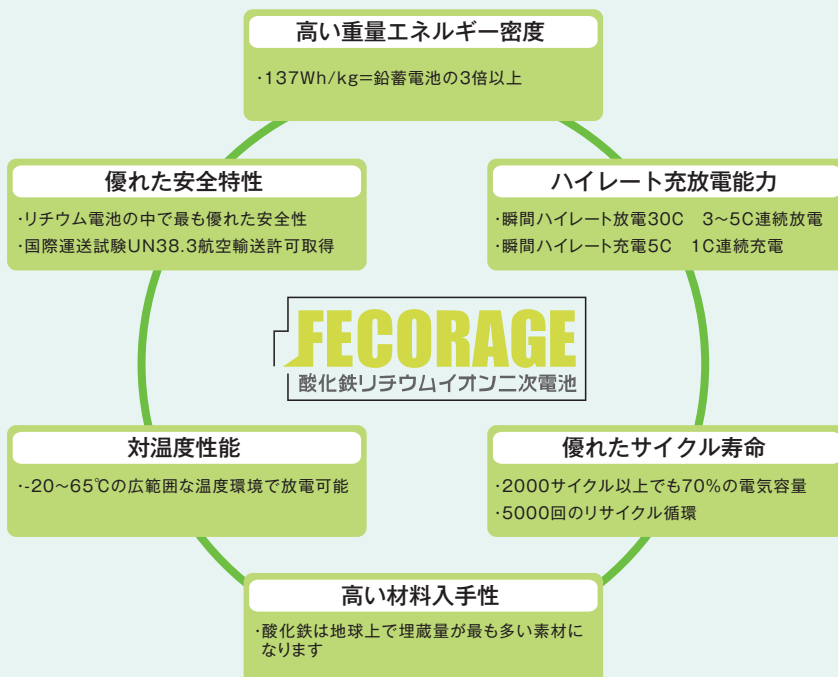 高い重量エネルギー密度
·137Wh/kg=鉛蓄電池の3倍以上
優れた安全特性
·リチウム電池の中で最も優れた安全性
·国際運送試験UN38.3航空輸送許可取得
ハイレート充放電能力
·瞬間ハイレート放電30C 3~5C連続放電
·瞬間ハイレート充電5C 1C連続充電
FECORAGE
酸化鉄リチウムイオン二次電池
対温度性能
·-20~65℃の広範囲な温度環境で放電可能
優れたサイクル寿命
·2000サイクル以上でも70%の電気容量
·5000回のリサイクル循環
高い材料入手性
·酸化鉄は地球上で埋蔵量が最も多い素材に
なります